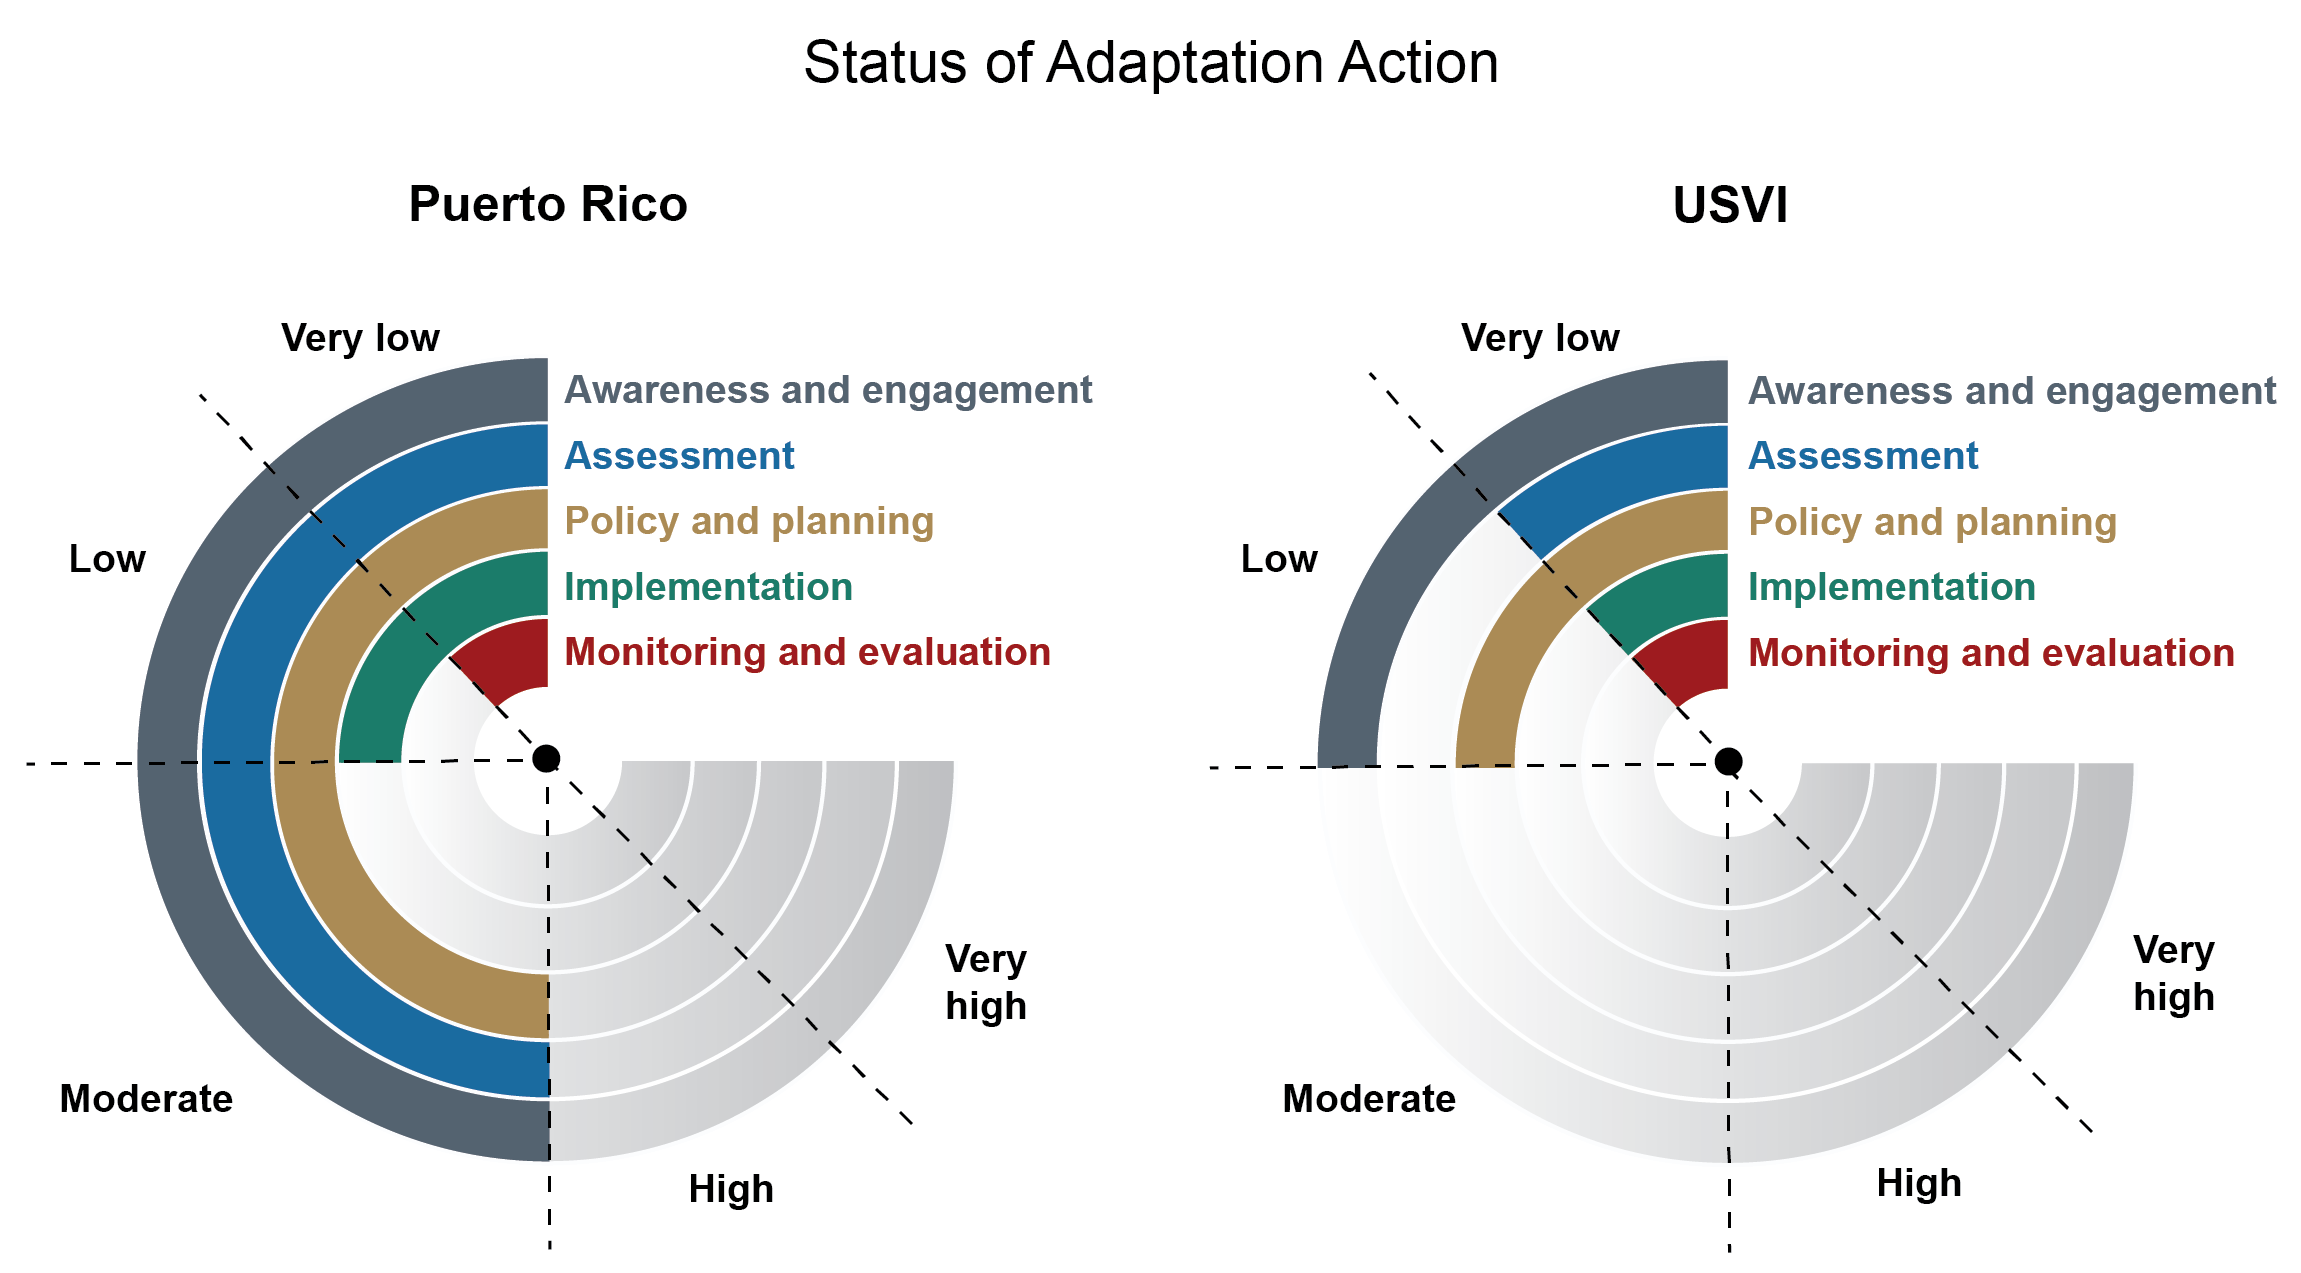 Status of Adaptation Action
Puerto Rico
Very low
Awareness and engagement
Assessment
Policy and planning
Implementation
Monitoring and evaluation
Low
Moderate
High
Very
high
USVI
Very low
Awareness and engagement
Assessment
Policy and planning
Implementation
Monitoring and evaluation
Low
Moderate
High
Very
high